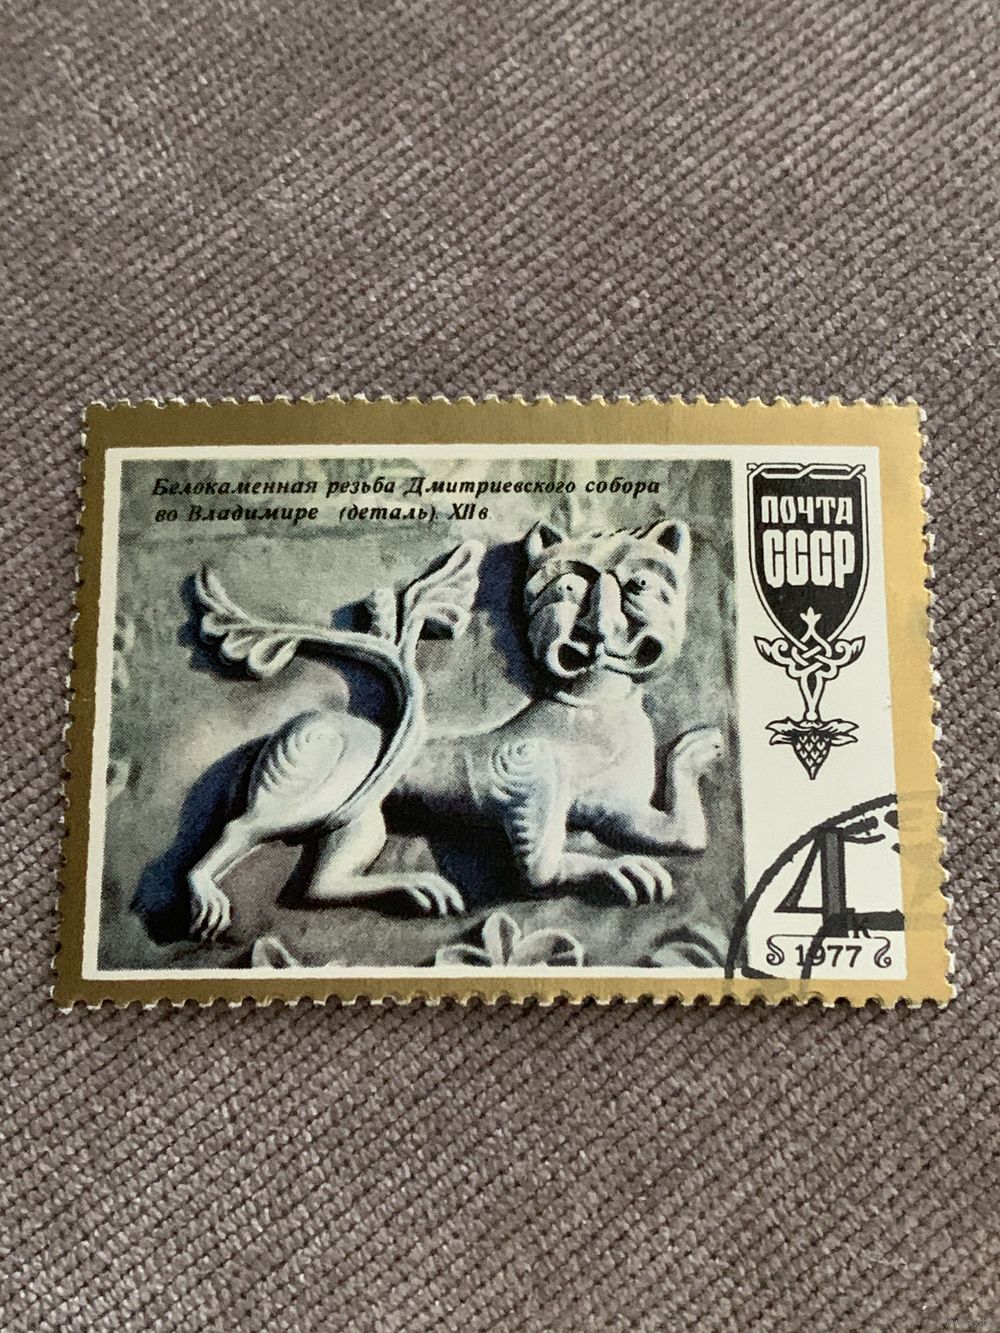 Белокаменная резьба Дмитриевского собора
во Владимире (деталь). XII в
ПОЧТА
СССР
4
к
1977